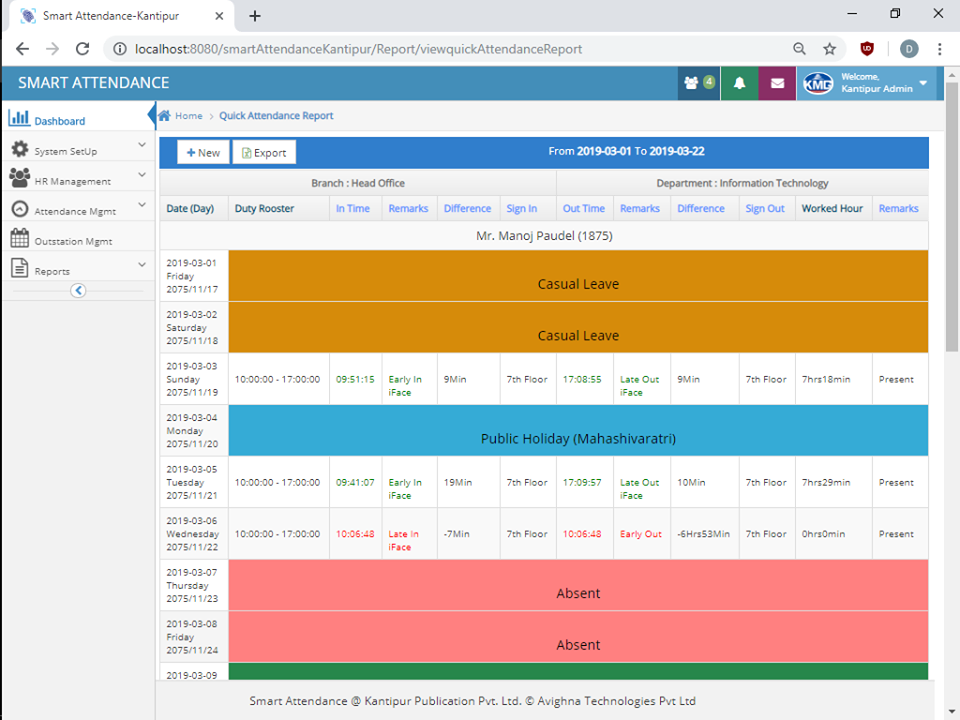 Smart Attendance-Kantipur
localhost:8080/smartAttendanceKantipur/Report/viewquickAttendanceReport
D
SMART ATTENDANCE
4
KMG
Welcome,
Kantipur Admin
Dashboard
System SetUp
HR Management
Attendance Mgmt
Outstation Mgmt
Reports
Home › Quick Attendance Report
New Export From 2019-03-01 To 2019-03-22
Branch : Head Office Department : Information Technology
Date (Day) Duty Rooster In Time Remarks Difference Sign In Out Time Remarks Difference Sign Out Worked Hour Remarks
Mr. Manoj Paudel (1875)
2019-03-01
Friday
2075/11/17
Casual Leave
2019-03-02
Saturday
2075/11/18
Casual Leave
2019-03-03
Sunday
2075/11/19
10:00:00 - 17:00:00 09:51:15 Early In iFace 9Min 7th Floor 17:08:55 Late Out iFace 9Min 7th Floor 7hrs18min Present
2019-03-04
Monday
2075/11/20
Public Holiday (Mahashivaratri)
2019-03-05
Tuesday
2075/11/21
10:00:00 - 17:00:00 09:41:07 Early In iFace 19Min 7th Floor 17:09:57 Late Out iFace 10Min 7th Floor 7hrs29min Present
2019-03-06
Wednesday
2075/11/22
10:00:00 - 17:00:00 10:06:48 Late In iFace -7Min 7th Floor 10:06:48 Early Out -6Hrs53Min 7th Floor 0hrs0min Present
2019-03-07
Thursday
2075/11/23
Absent
2019-03-08
Friday
2075/11/24
Absent
2019-03-09
Smart Attendance @ Kantipur Publication Pvt. Ltd. © Avighna Technologies Pvt Ltd